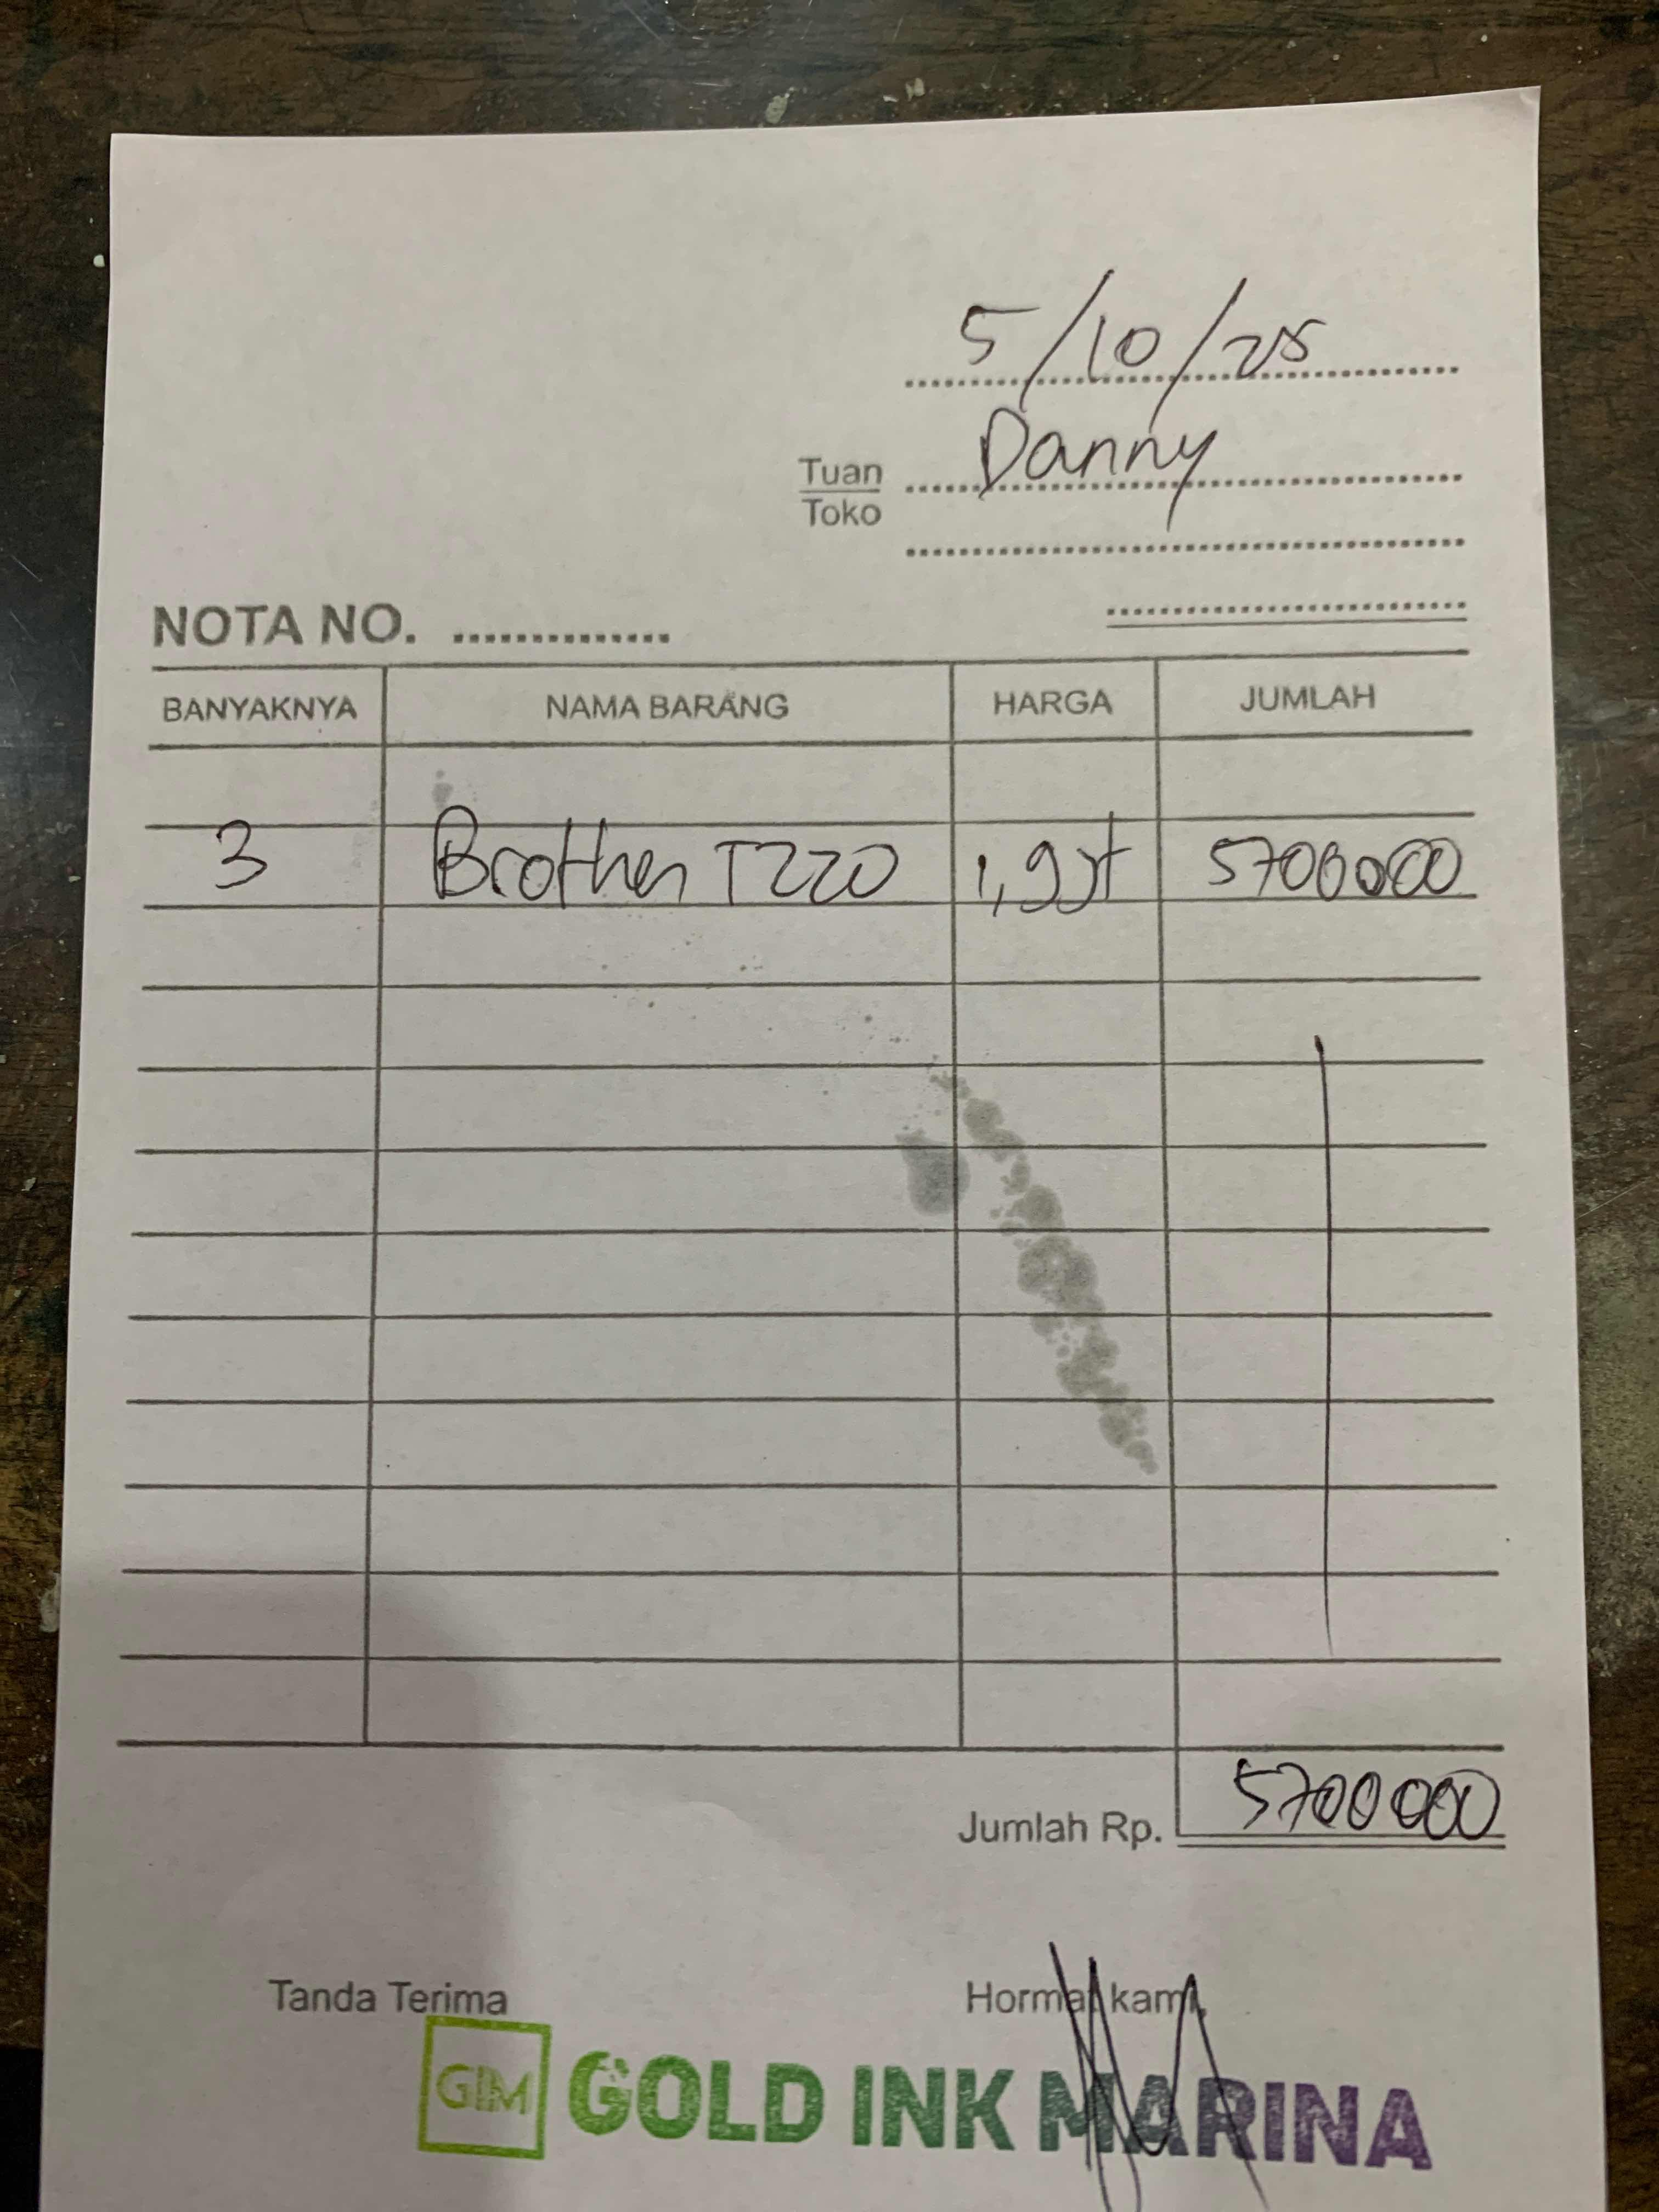 5/10/25
Tuan Danny
Toko
NOTA NO. ..............
BANYAKNYA NAMA BARANG HARGA JUMLAH
3 Brother T220 1,9jt 5700000
Jumlah Rp. 5700000
Tanda Terima Hormat kami,
GIM GOLD INK MARINA